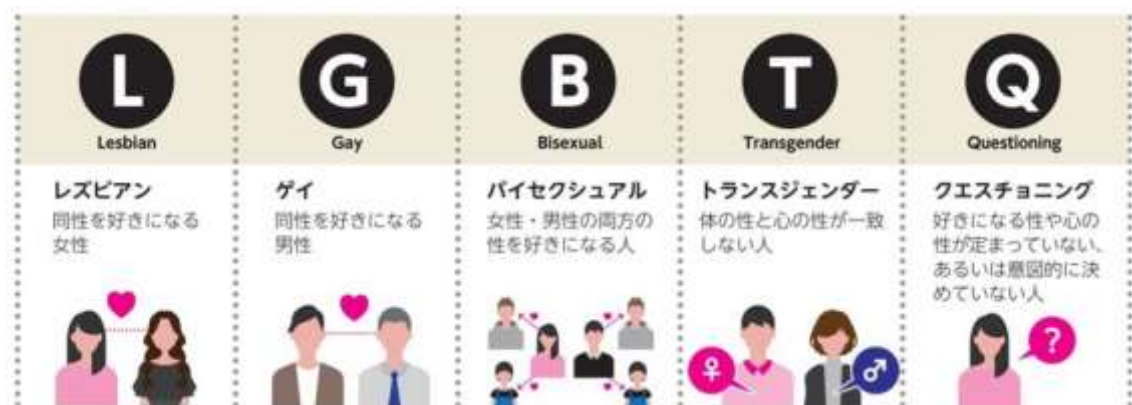 L
Lesbian
レズビアン
同性を好きになる
女性
G
Gay
ゲイ
同性を好きになる
男性
B
Bisexual
バイセクシュアル
女性・男性の両方の
性を好きになる人
T
Transgender
トランスジェンダー
体の性と心の性が一致
しない人
Q
Questioning
クエスチョニング
好きになる性や心の
性が定まっていない、
あるいは意図的に決
めていない人
?